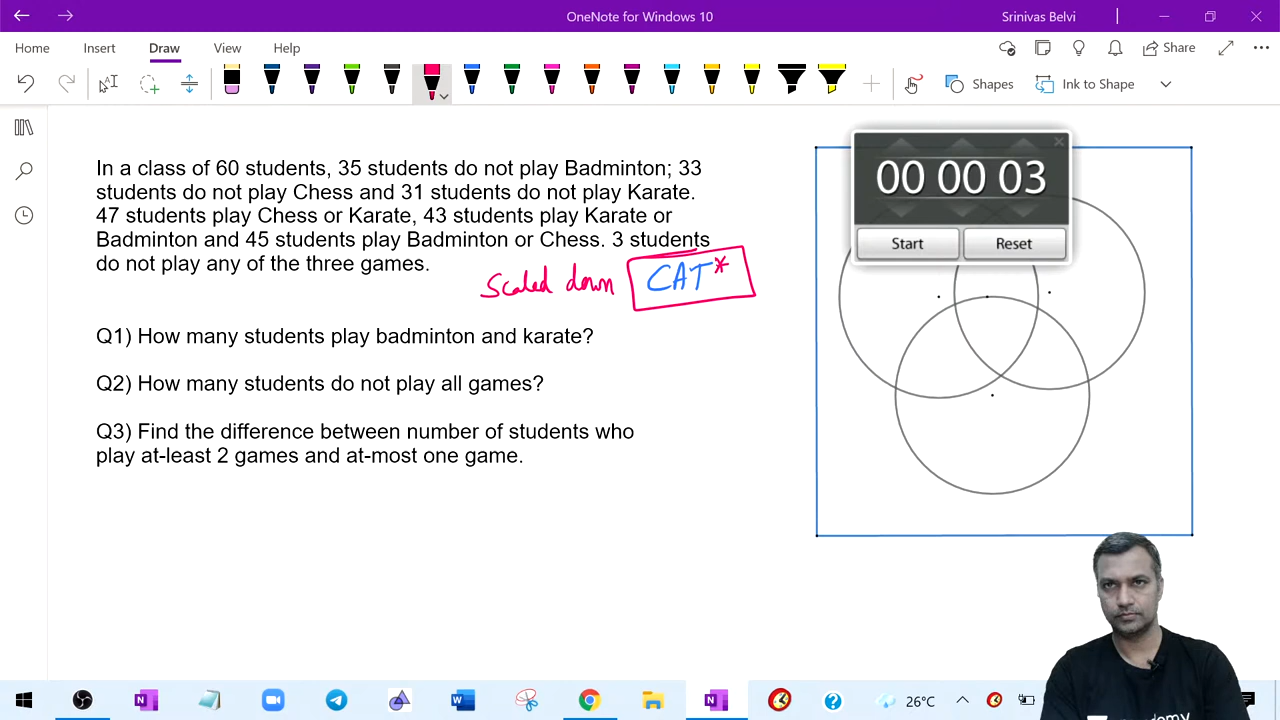 OneNote for Windows 10
Srinivas Belvi
Home Insert Draw View Help
Share
Shapes
Ink to Shape
In a class of 60 students, 35 students do not play Badminton; 33
students do not play Chess and 31 students do not play Karate.
47 students play Chess or Karate, 43 students play Karate or
Badminton and 45 students play Badminton or Chess. 3 students
do not play any of the three games.
Scaled down CAT*
Q1) How many students play badminton and karate?
Q2) How many students do not play all games?
Q3) Find the difference between number of students who
play at-least 2 games and at-most one game.
00 00 03
Start Reset
26°C